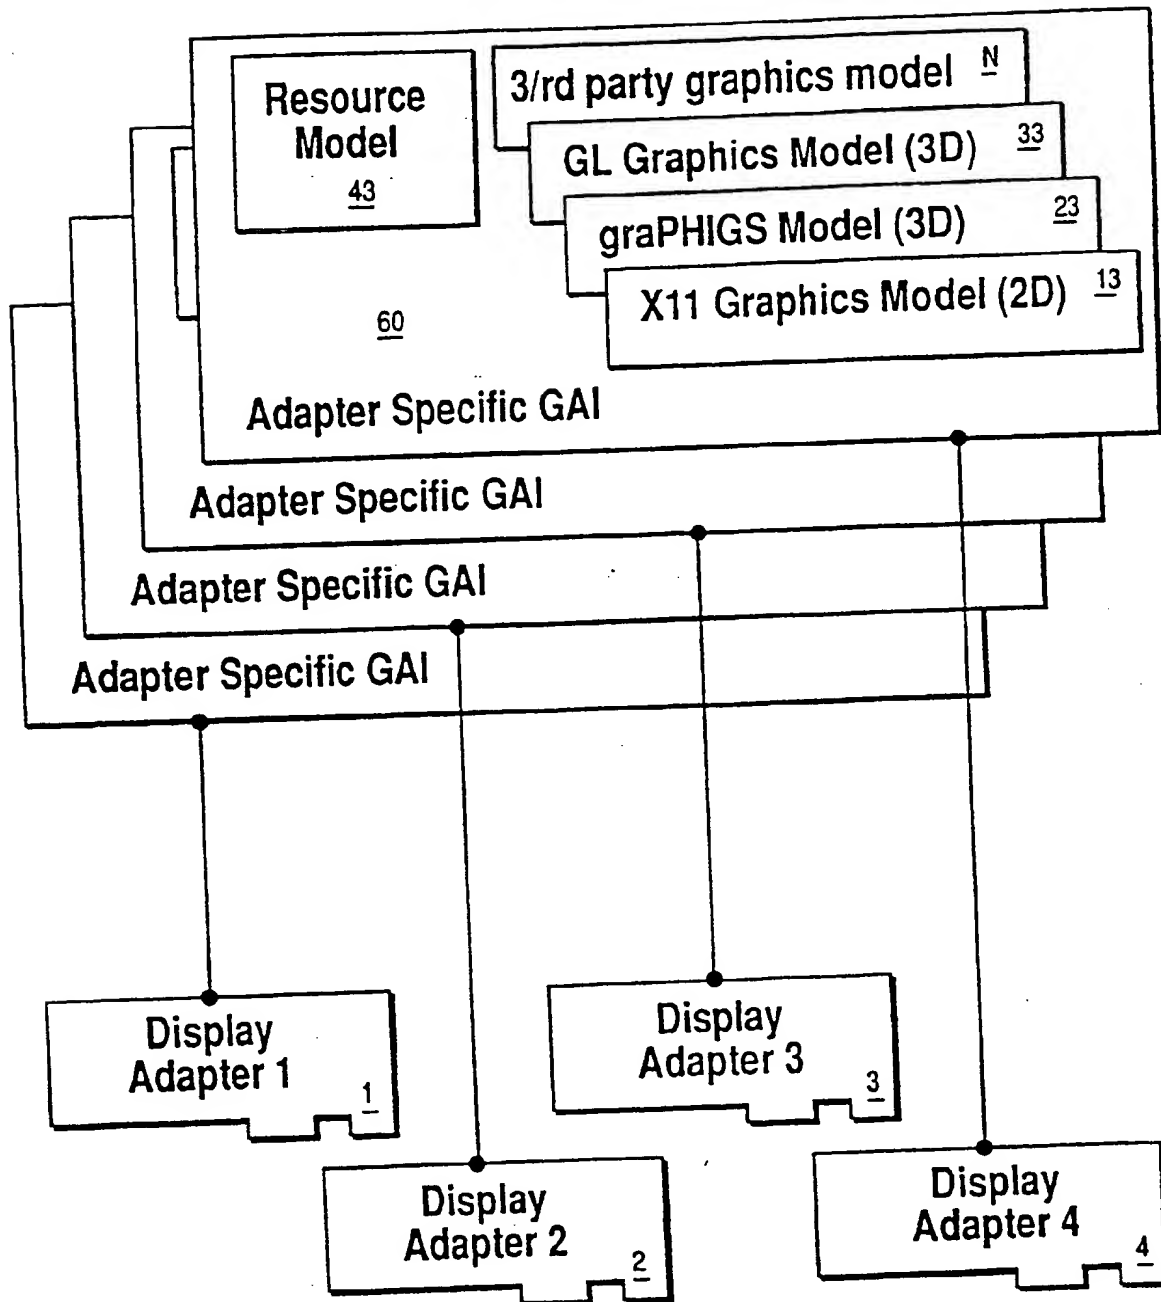 Resource
Model
43
3/rd party graphics model N
GL Graphics Model (3D) 33
graPHIGS Model (3D) 23
X11 Graphics Model (2D) 13
60
Adapter Specific GAI
Adapter Specific GAI
Adapter Specific GAI
Adapter Specific GAI
Display
Adapter 1
1
Display
Adapter 3
3
Display
Adapter 2
2
Display
Adapter 4
4